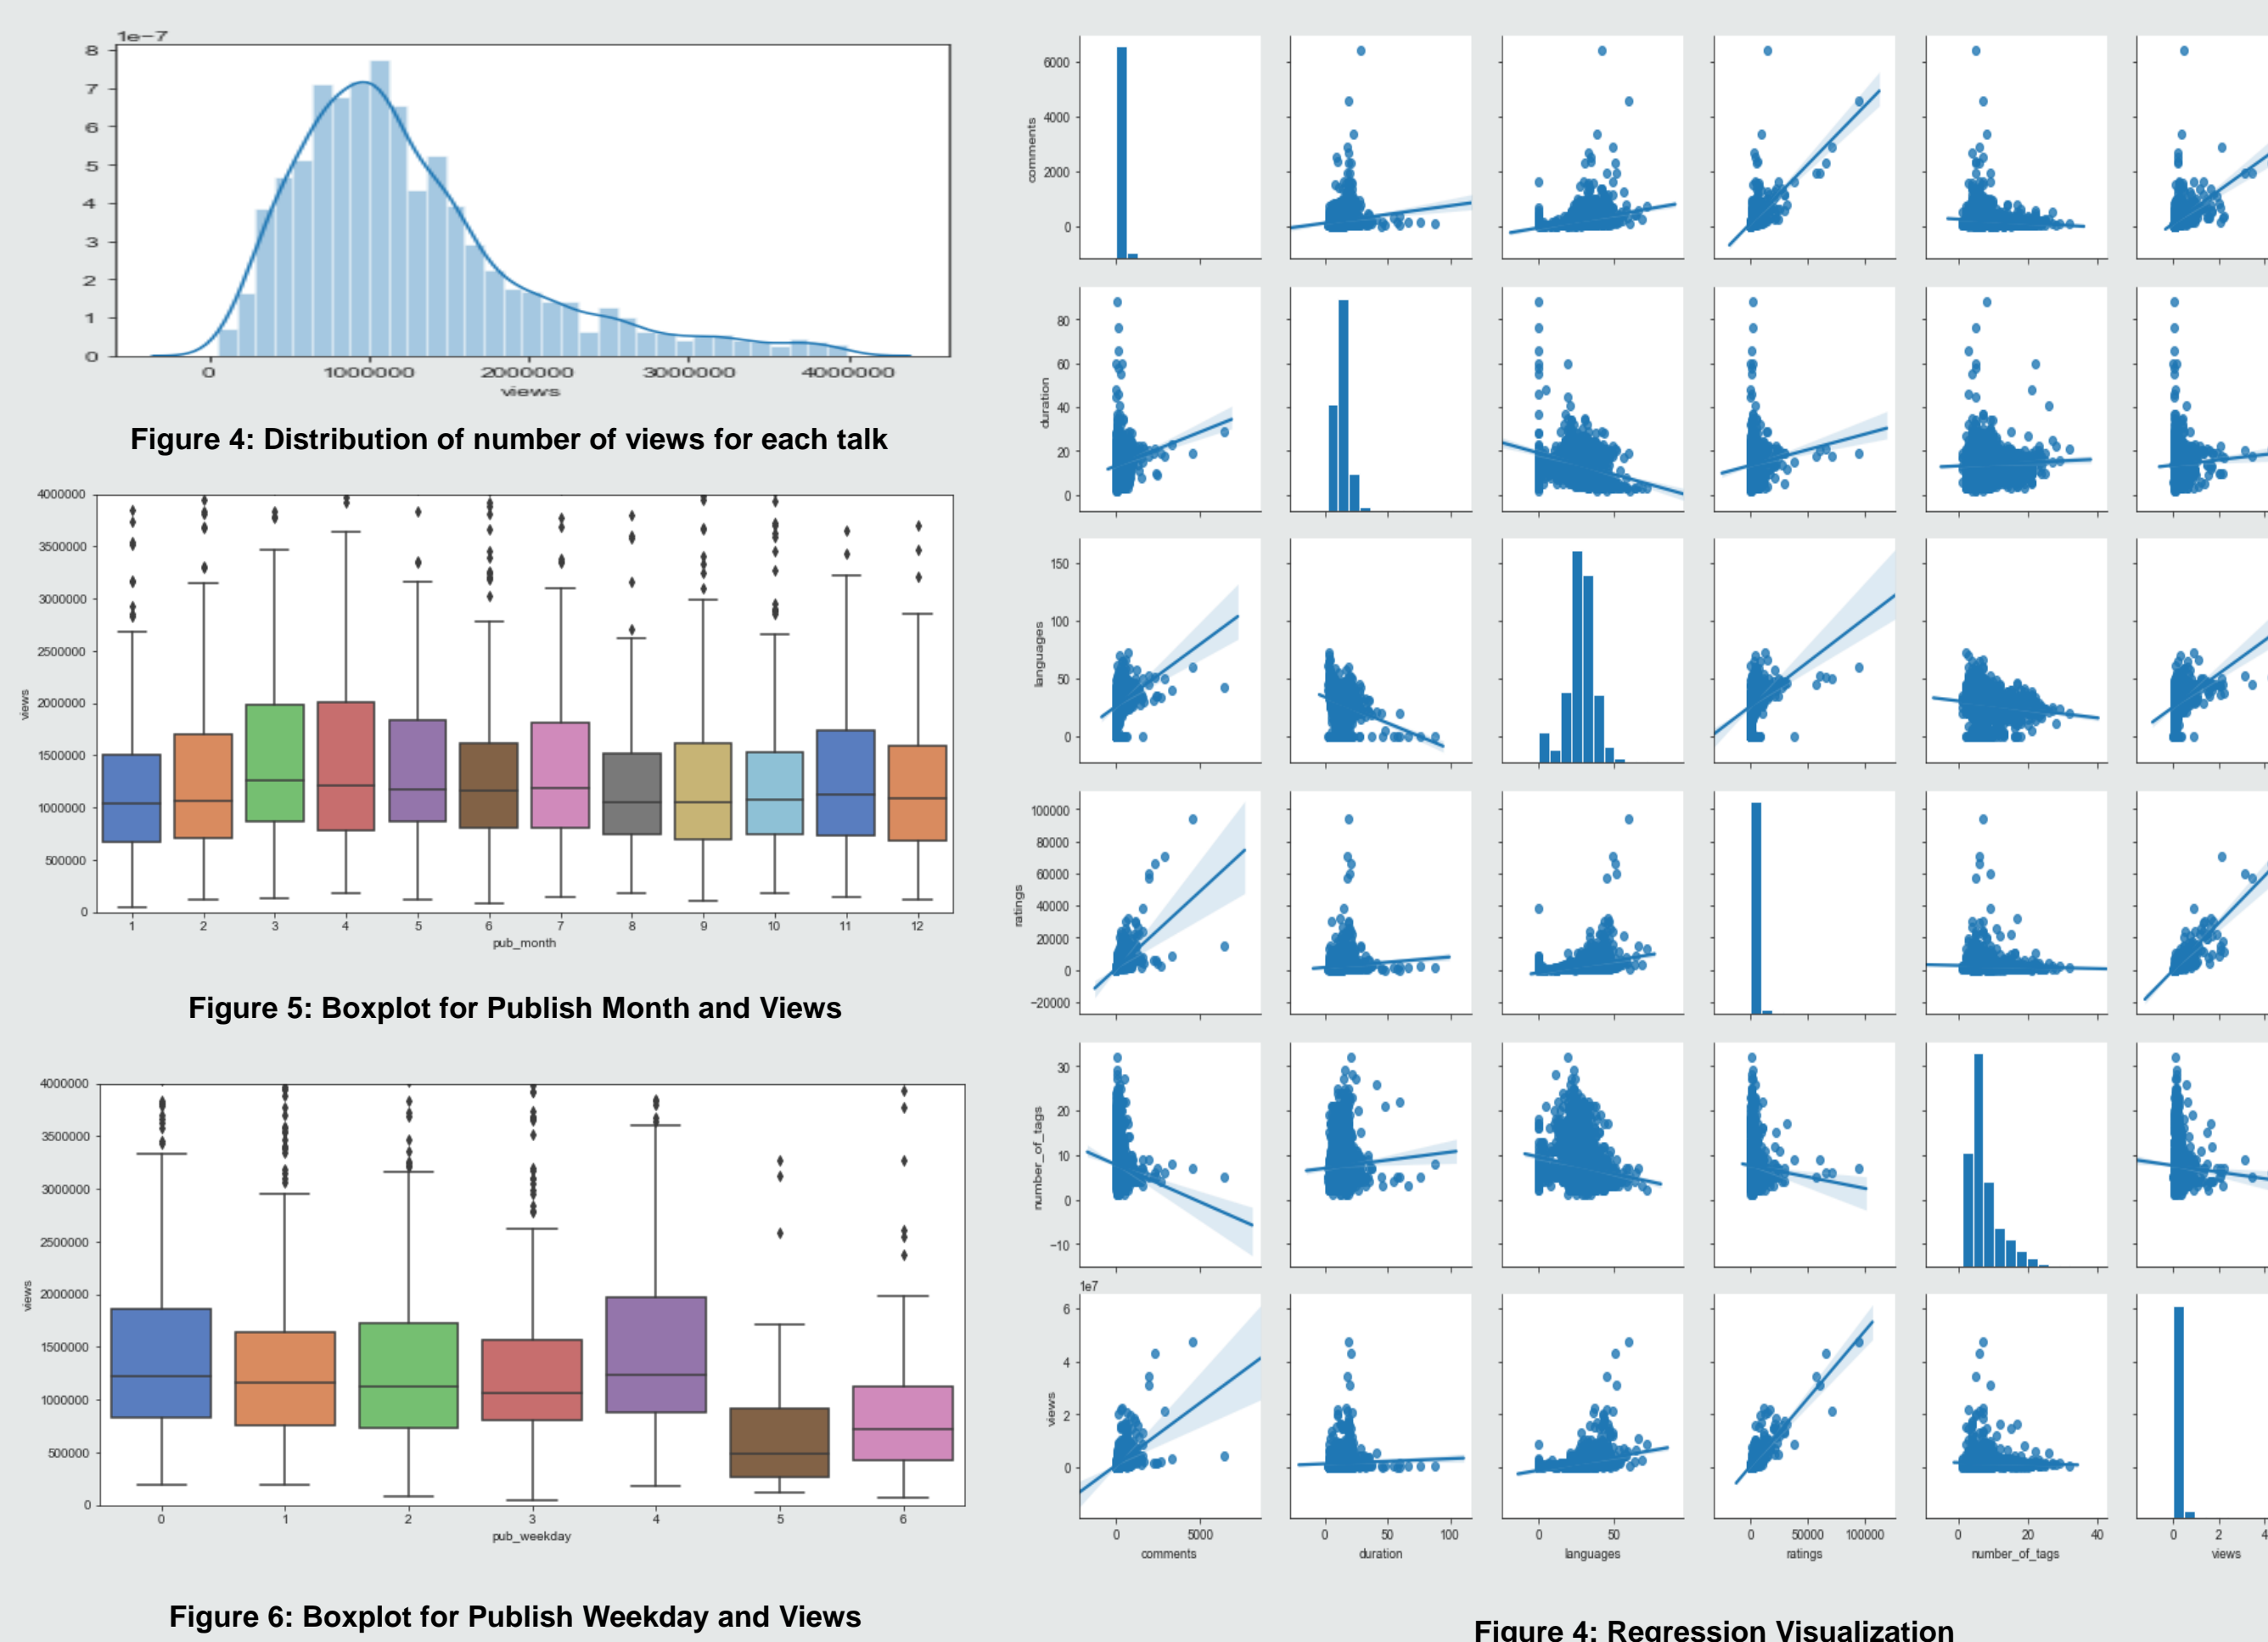 1e−7
8
7
6
5
4
3
2
1
0
0 1000000 2000000 3000000 4000000
views
Figure 4: Distribution of number of views for each talk
4000000
3500000
3000000
2500000
2000000
1500000
1000000
500000
0
views
1 2 3 4 5 6 7 8 9 10 11 12
pub_month
Figure 5: Boxplot for Publish Month and Views
4000000
3500000
3000000
2500000
2000000
1500000
1000000
500000
0
views
0 1 2 3 4 5 6
pub_weekday
Figure 6: Boxplot for Publish Weekday and Views
6000
4000
2000
0
comments
80
60
40
20
0
duration
150
100
50
0
languages
100000
80000
60000
40000
20000
0
−20000
ratings
30
20
10
0
−10
number_of_tags
1e7
6
4
2
0
views
0 5000 0 50 100 0 50 0 50000 100000 0 20 40 0 2 4
comments duration languages ratings number_of_tags views
Figure 4: Regression Visualization